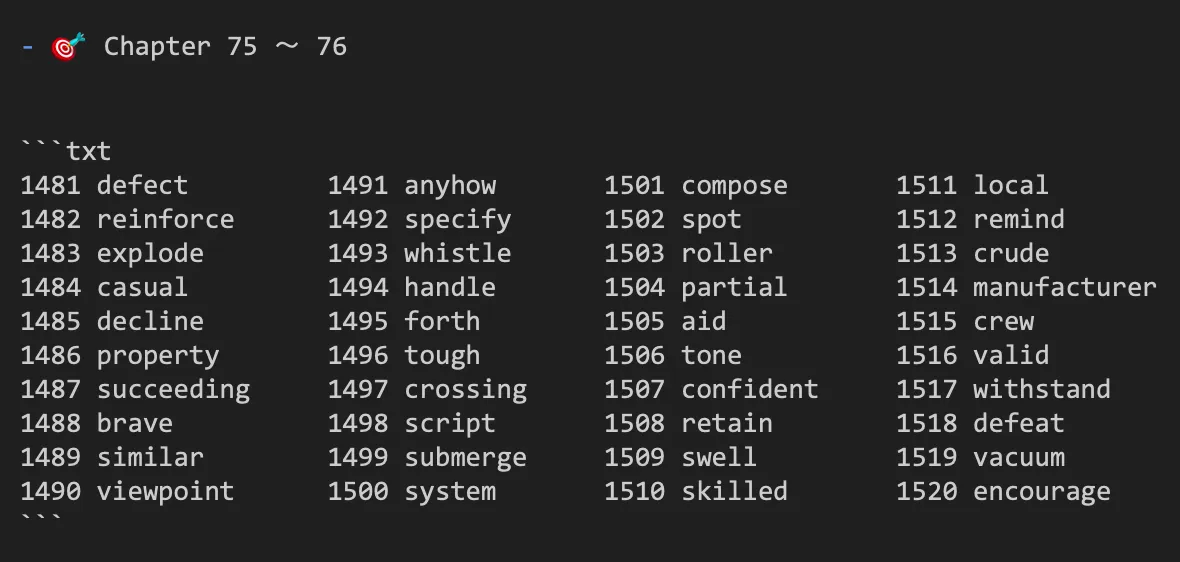 - 🎯 Chapter 75 ～ 76
```txt
1481 defect         1491 anyhow       1501 compose       1511 local
1482 reinforce      1492 specify      1502 spot          1512 remind
1483 explode        1493 whistle      1503 roller        1513 crude
1484 casual         1494 handle       1504 partial       1514 manufacturer
1485 decline        1495 forth        1505 aid           1515 crew
1486 property       1496 tough        1506 tone          1516 valid
1487 succeeding     1497 crossing     1507 confident     1517 withstand
1488 brave          1498 script       1508 retain        1518 defeat
1489 similar        1499 submerge     1509 swell         1519 vacuum
1490 viewpoint      1500 system       1510 skilled       1520 encourage
```